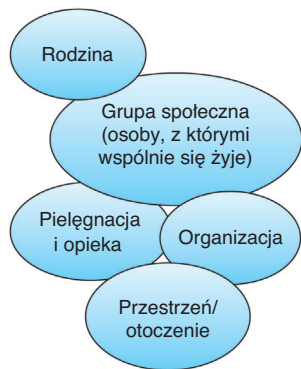 Rodzina
Grupa społeczna
(osoby, z którymi
wspólnie się żyje)
Pielęgnacja
i opieka
Organizacja
Przestrzeń/
otoczenie